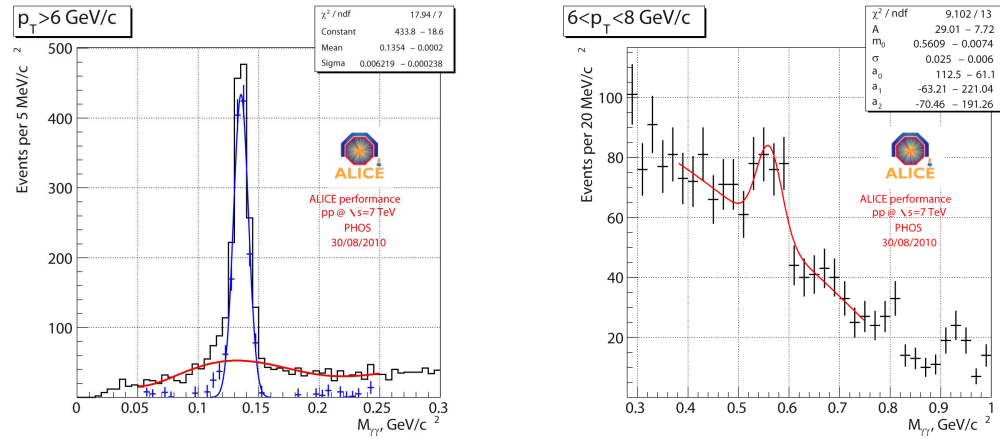 p_T>6 GeV/c
χ² / ndf 17.94 / 7
Constant 433.8 − 18.6
Mean 0.1354 − 0.0002
Sigma 0.006219 − 0.000238
Events per 5 MeV/c ²
500
400
300
200
100
0 0.05 0.1 0.15 0.2 0.25 0.3
M_γγ, GeV/c ²
ALICE
ALICE performance
pp @ \s=7 TeV
PHOS
30/08/2010
6<p_T<8 GeV/c
χ² / ndf 9.102 / 13
A 29.01 − 7.72
m₀ 0.5609 − 0.0074
σ 0.025 − 0.006
a₀ 112.5 − 61.1
a₁ -63.21 − 221.04
a₂ -70.46 − 191.26
Events per 20 MeV/c ²
100
80
60
40
20
0.3 0.4 0.5 0.6 0.7 0.8 0.9 1
M_γγ, GeV/c ²
ALICE
ALICE performance
pp @ \s=7 TeV
PHOS
30/08/2010